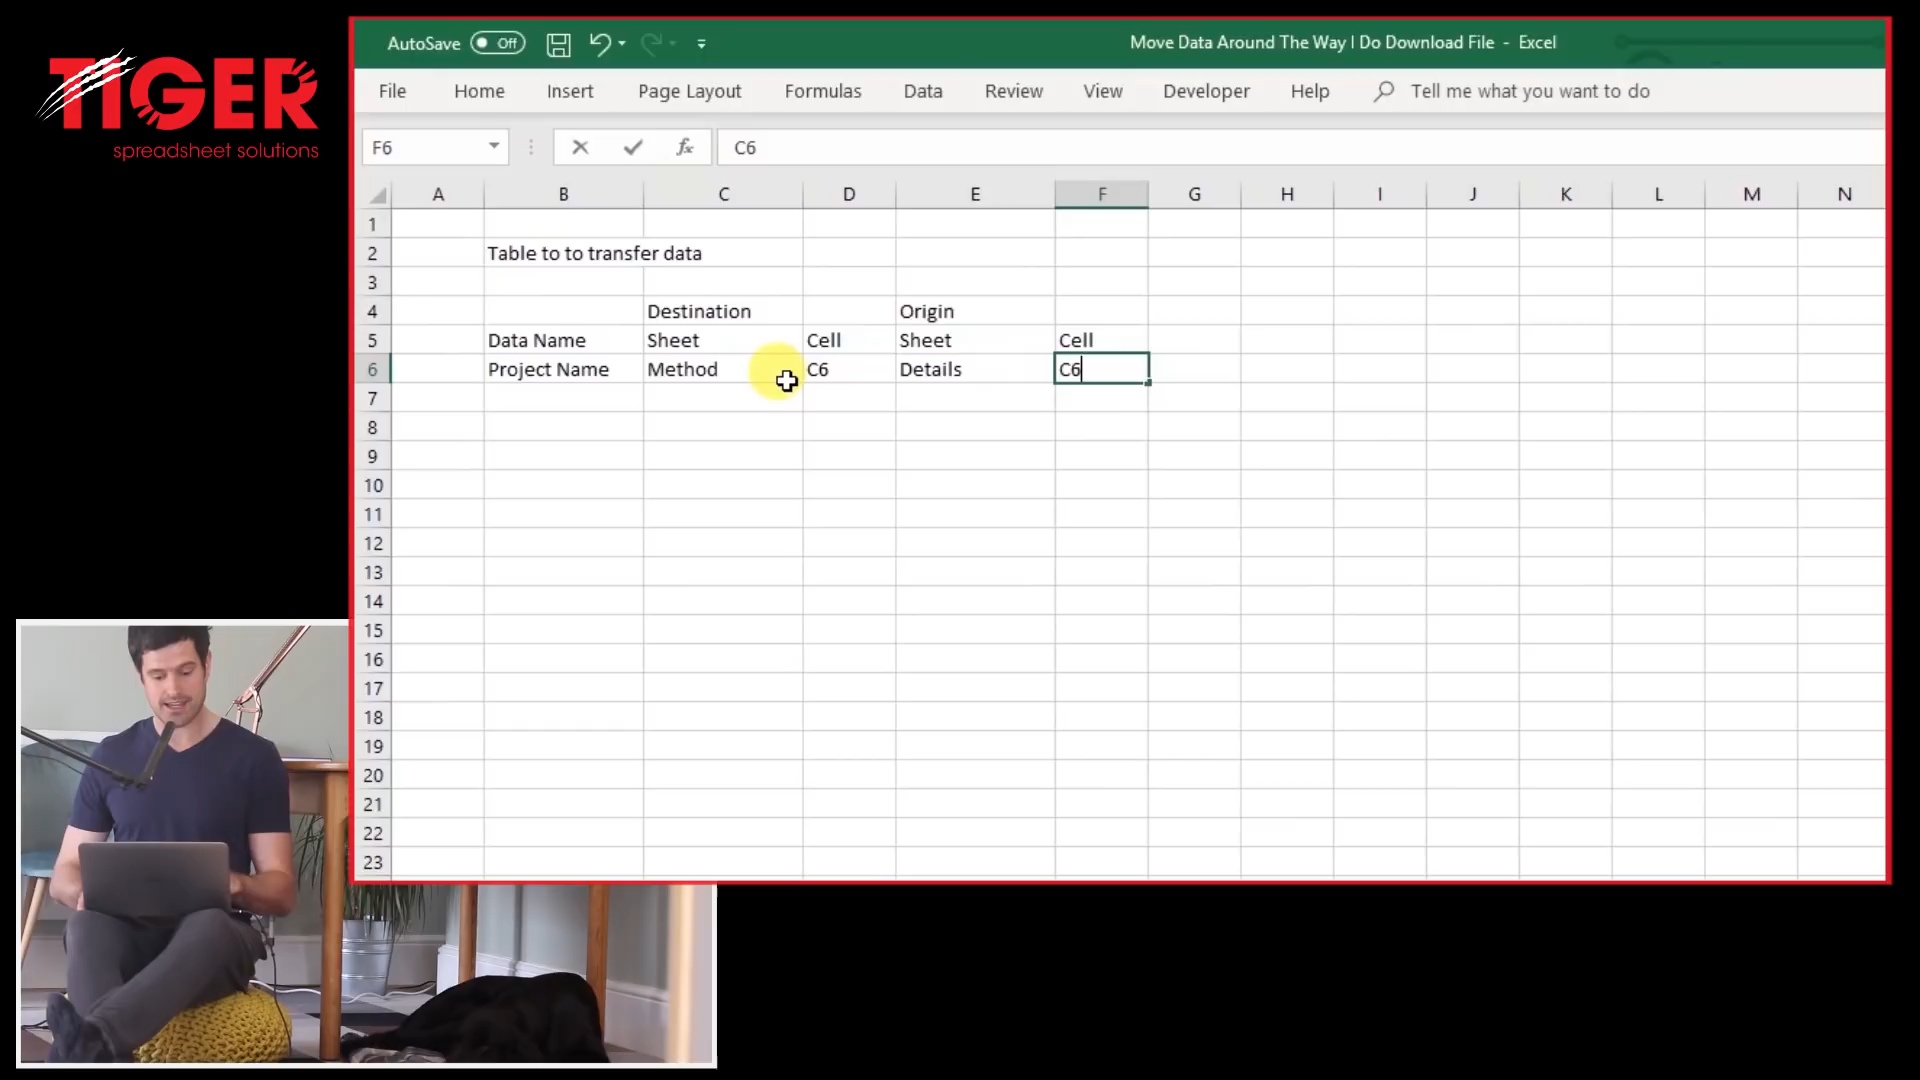 TIGER
spreadsheet solutions
AutoSave Off Move Data Around The Way I Do Download File - Excel
File Home Insert Page Layout Formulas Data Review View Developer Help Tell me what you want to do
F6 fx C6
A B C D E F G H I J K L M N
1
2 Table to to transfer data
3
4 Destination Origin
5 Data Name Sheet Cell Sheet Cell
6 Project Name Method C6 Details C6
7
8
9
10
11
12
13
14
15
16
17
18
19
20
21
22
23